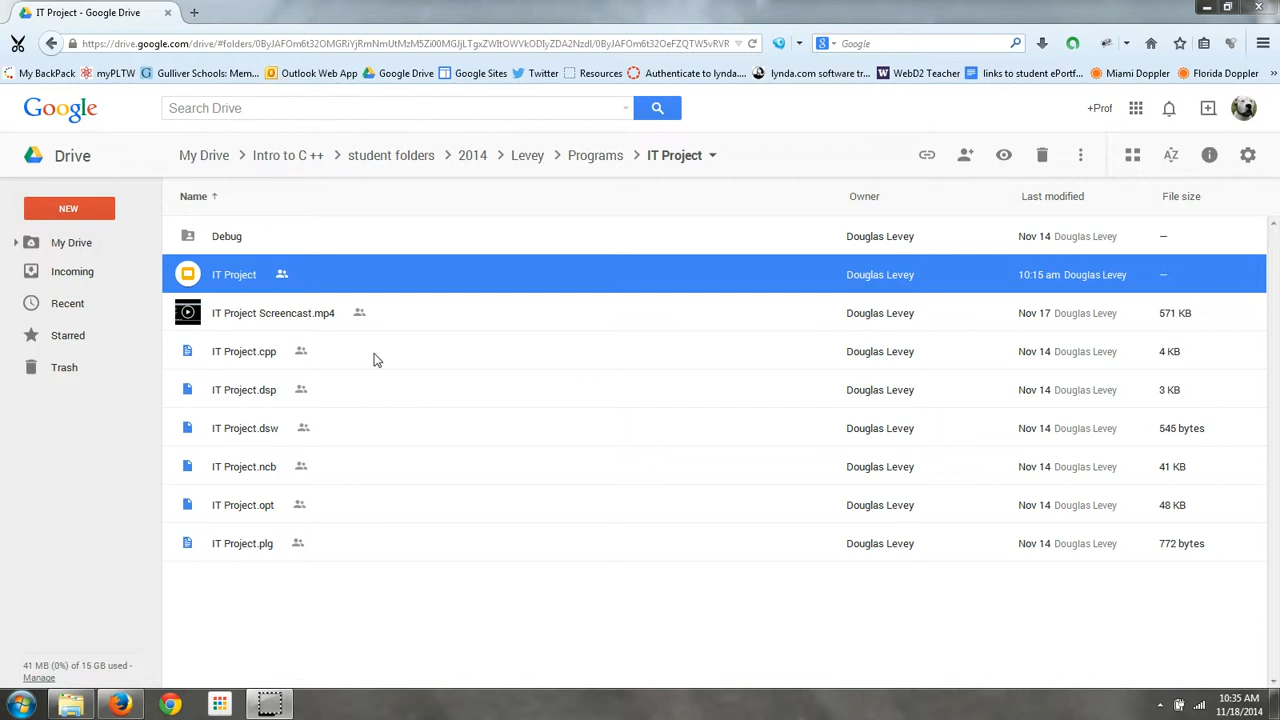 IT Project - Google Drive
https://drive.google.com/drive/#folders/0ByJAFOm6t32OMGRiYjRmNmUtMzM5Zi00MGJjLTgxZWItOWVkODIyZDA2Nzdl/0ByJAFOm6t32OeFZQTW5vRVR
Google
My BackPack
myPLTW
Gulliver Schools: Mem...
Outlook Web App
Google Drive
Google Sites
Twitter
Resources
Authenticate to lynda....
lynda.com software tr...
WebD2 Teacher
links to student ePortf...
Miami Doppler
Florida Doppler
Google
Search Drive
+Prof
Drive
My Drive > Intro to C ++ > student folders > 2014 > Levey > Programs > IT Project
NEW
My Drive
Incoming
Recent
Starred
Trash
Name Owner Last modified File size
Debug Douglas Levey Nov 14 Douglas Levey —
IT Project Douglas Levey 10:15 am Douglas Levey —
IT Project Screencast.mp4 Douglas Levey Nov 17 Douglas Levey 571 KB
IT Project.cpp Douglas Levey Nov 14 Douglas Levey 4 KB
IT Project.dsp Douglas Levey Nov 14 Douglas Levey 3 KB
IT Project.dsw Douglas Levey Nov 14 Douglas Levey 545 bytes
IT Project.ncb Douglas Levey Nov 14 Douglas Levey 41 KB
IT Project.opt Douglas Levey Nov 14 Douglas Levey 48 KB
IT Project.plg Douglas Levey Nov 14 Douglas Levey 772 bytes
41 MB (0%) of 15 GB used -
Manage
10:35 AM
11/18/2014